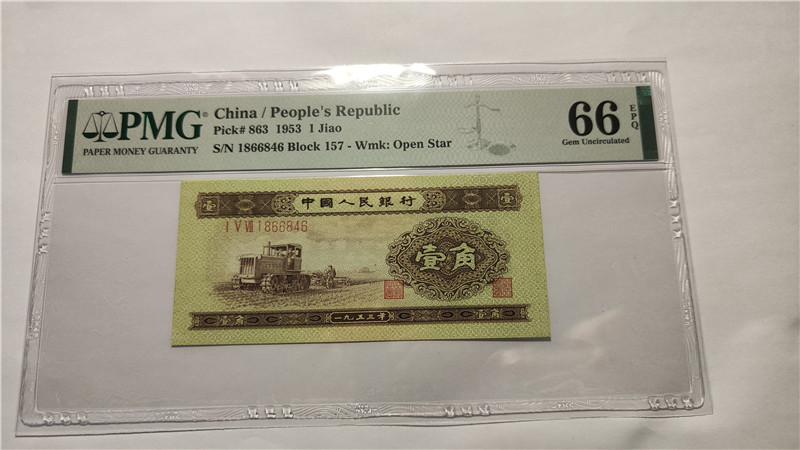 PMG
PAPER MONEY GUARANTY
China / People's Republic
Pick# 863 1953 1 Jiao
S/N 1866846 Block 157 - Wmk: Open Star
66 EPQ
Gem Uncirculated
壹 中國人民銀行 壹
I V VII 1866846
壹角
壹角 一九五三年 壹角